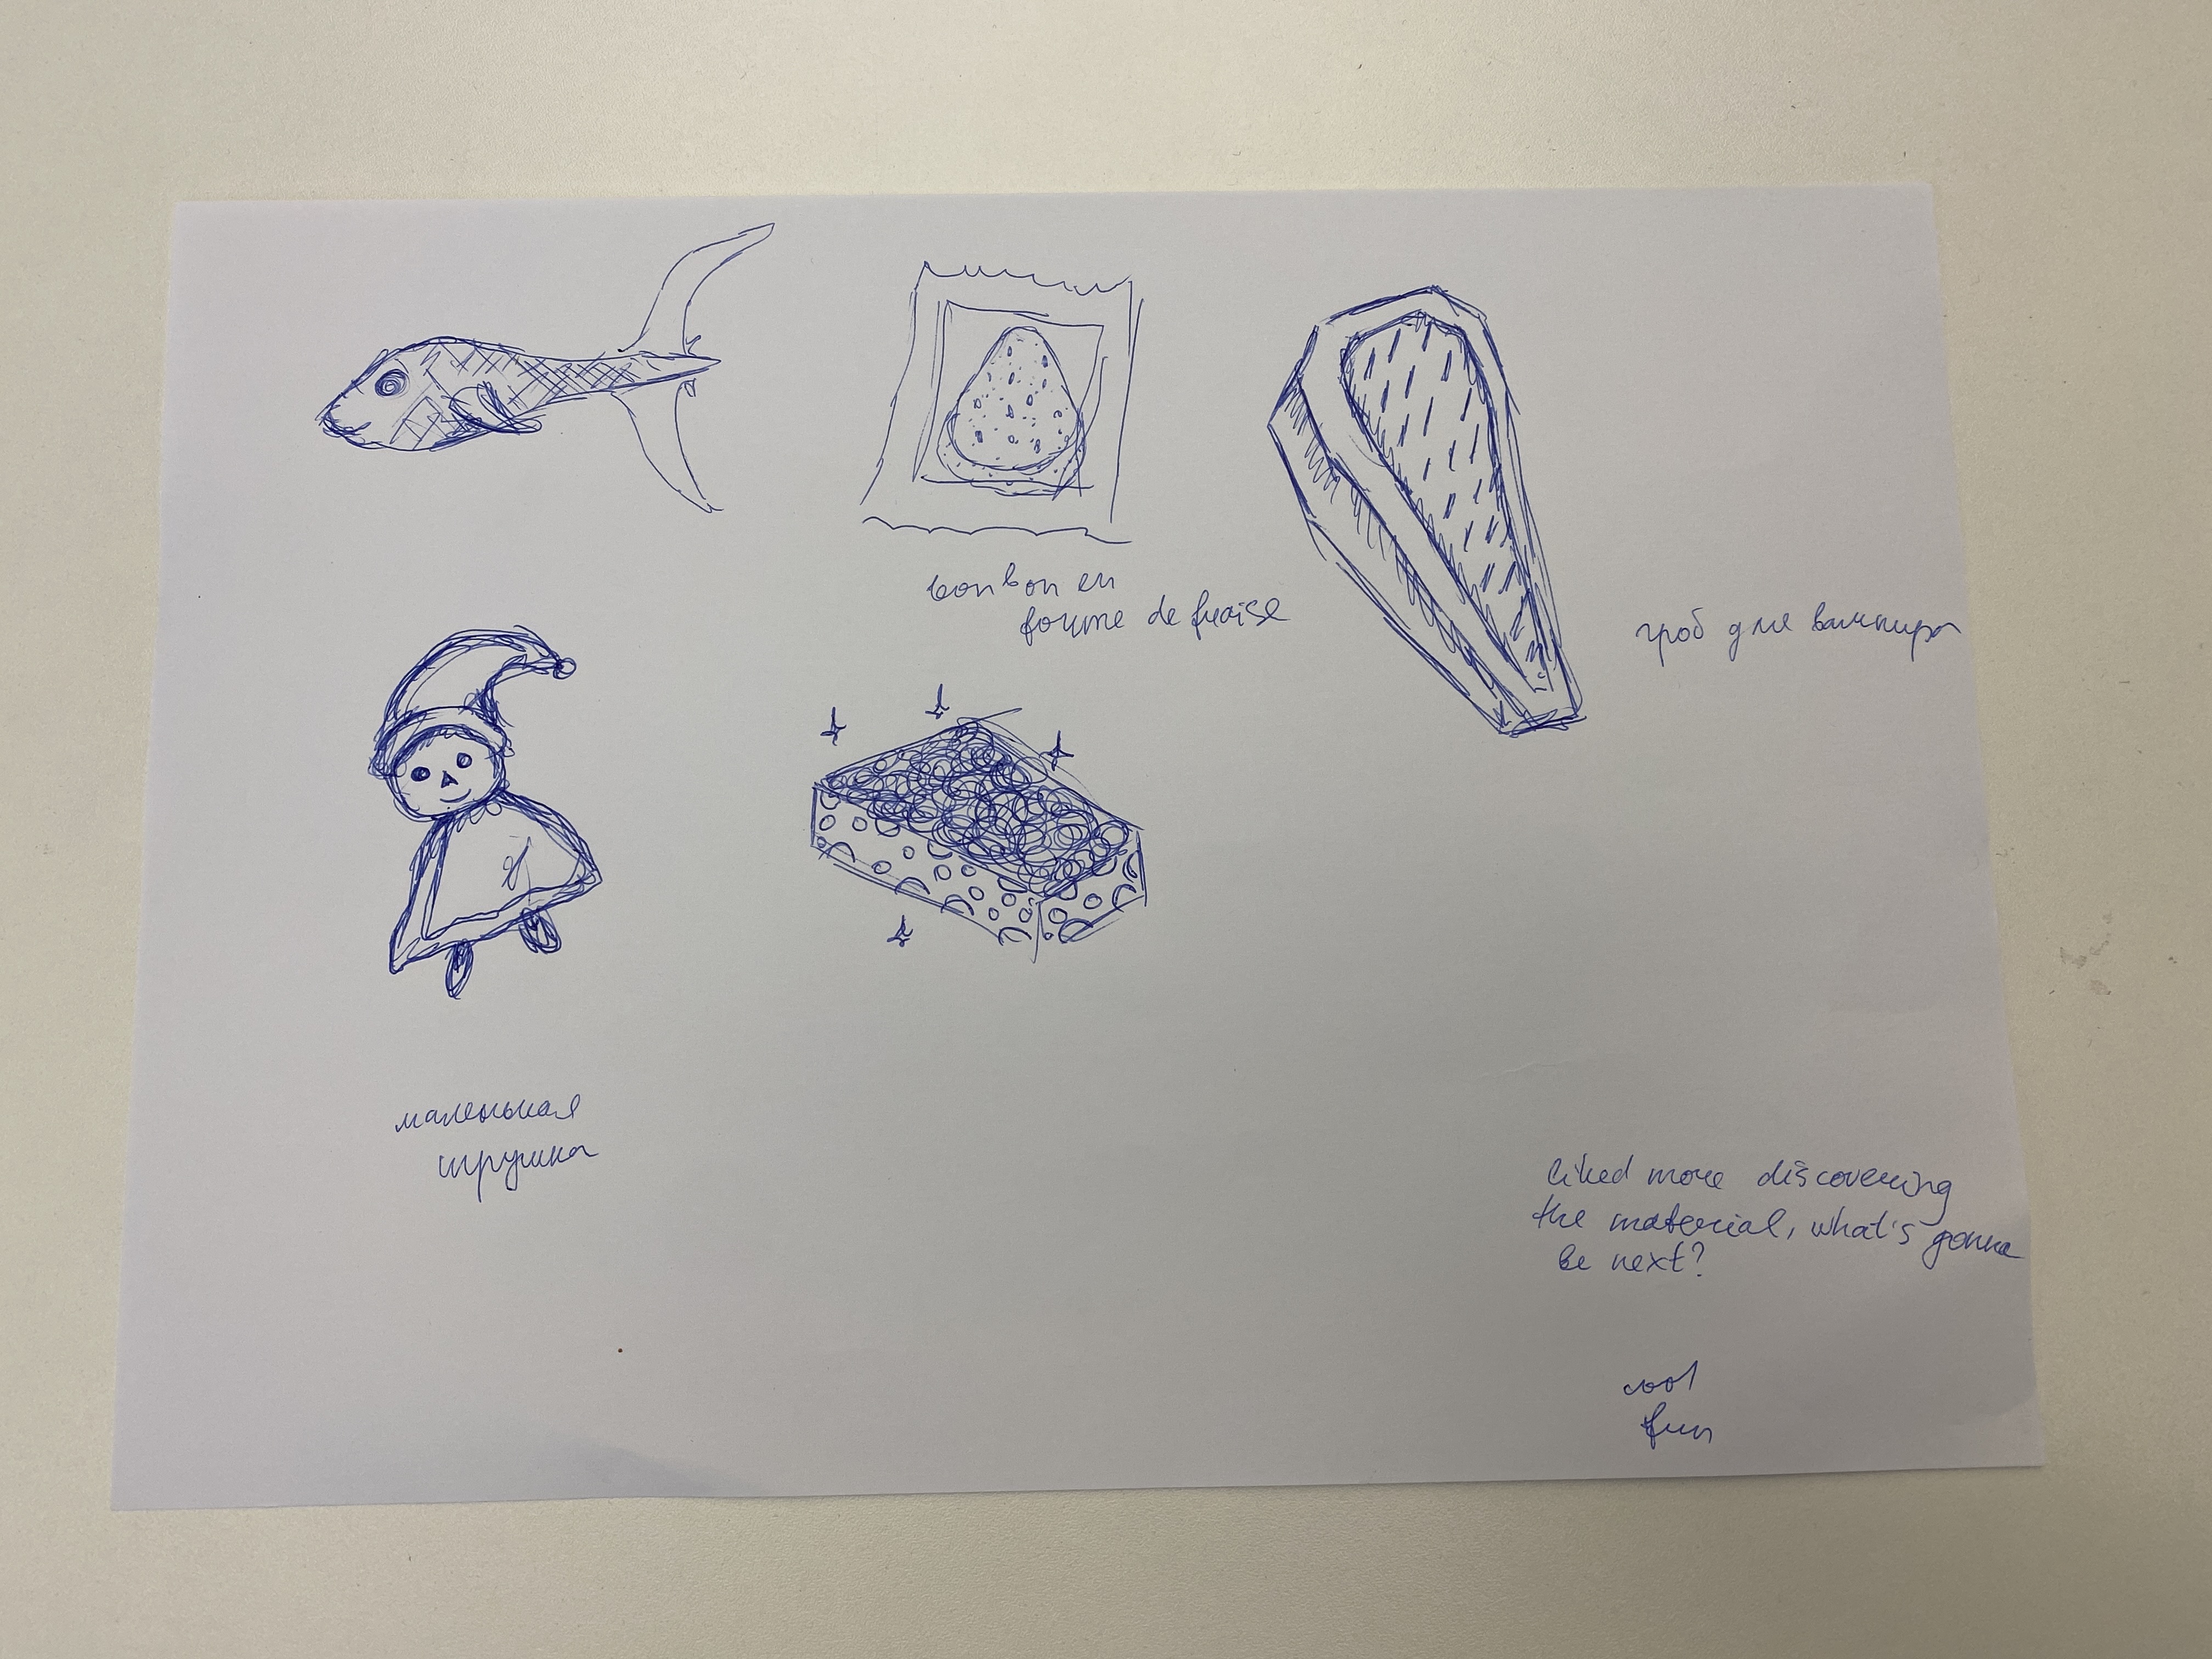 bonbon en
forme de fraise
гроб для вампира
маленькая
игрушка
liked more discovering
the material, what's gonna
be next?
cool
fun